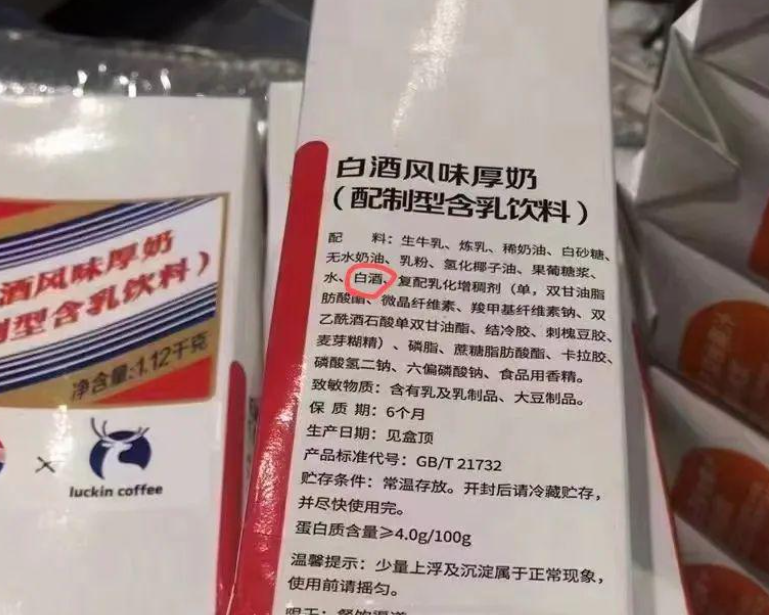 白酒风味厚奶
（配制型含乳饮料）
配 料：生牛乳、炼乳、稀奶油、白砂糖、
无水奶油、乳粉、氢化椰子油、果葡糖浆、
水、白酒、复配乳化增稠剂（单，双甘油脂
肪酸酯、微晶纤维素、羧甲基纤维素钠、双
乙酰酒石酸单双甘油酯、结冷胶、刺槐豆胶、
麦芽糊精）、磷脂、蔗糖脂肪酸酯、卡拉胶、
磷酸氢二钠、六偏磷酸钠、食品用香精。
致敏物质：含有乳及乳制品、大豆制品。
保 质 期：6个月
生产日期：见盒顶
产品标准代号：GB/T 21732
贮存条件：常温存放。开封后请冷藏贮存，
并尽快使用完。
蛋白质含量≥4.0g/100g
温馨提示：少量上浮及沉淀属于正常现象，
使用前请摇匀。
限于：餐饮渠道
酒风味厚奶
制型含乳饮料）
净含量:1.12千克
×
luckin coffee